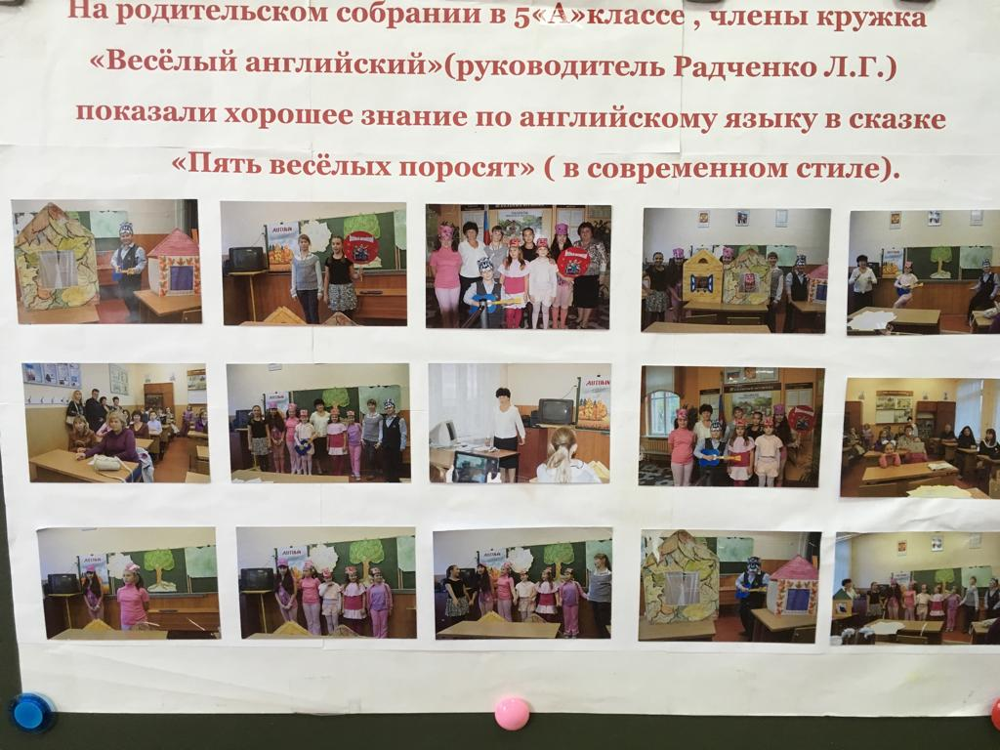 На родительском собрании в 5«А»классе , члены кружка
«Весёлый английский»(руководитель Радченко Л.Г.)
показали хорошее знание по английскому языку в сказке
«Пять весёлых поросят» ( в современном стиле).